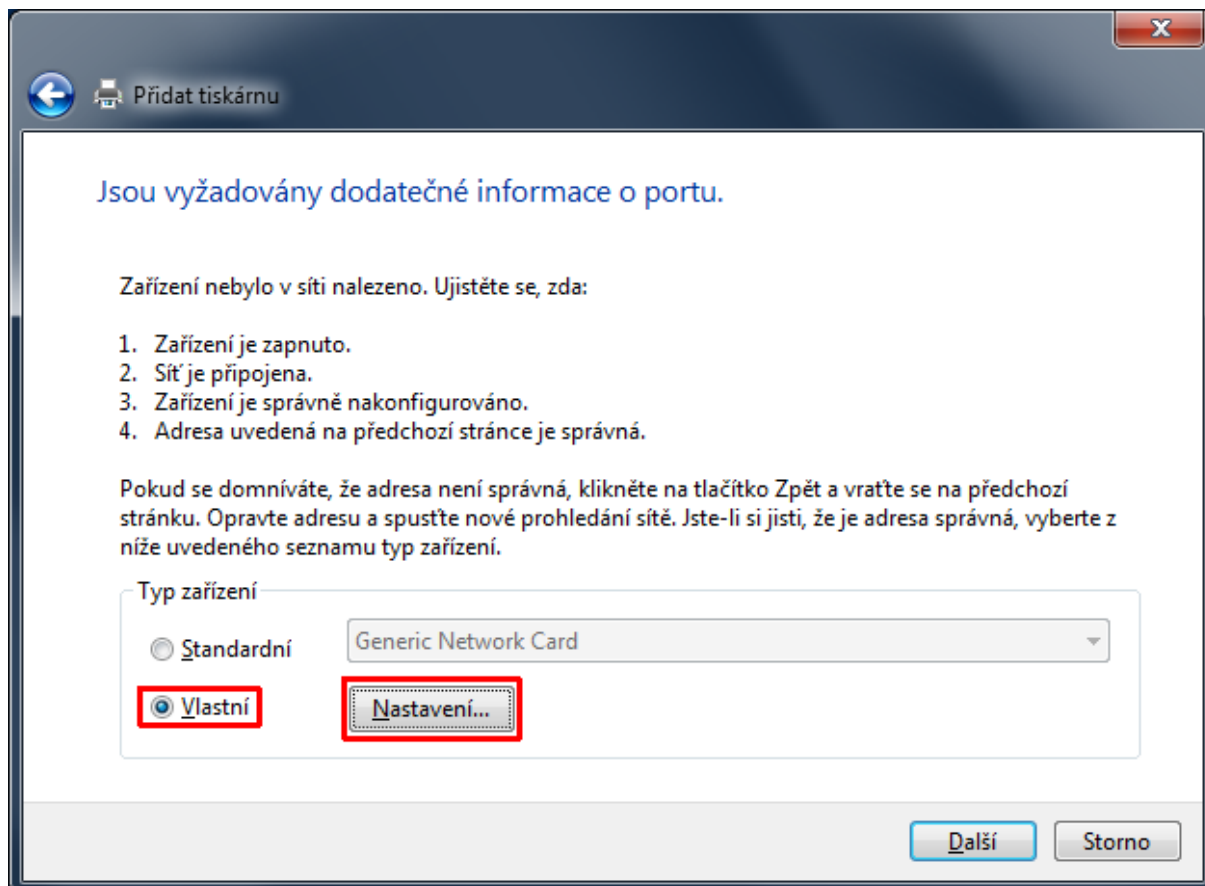 Přidat tiskárnu
Jsou vyžadovány dodatečné informace o portu.
Zařízení nebylo v síti nalezeno. Ujistěte se, zda:
1. Zařízení je zapnuto.
2. Síť je připojena.
3. Zařízení je správně nakonfigurováno.
4. Adresa uvedená na předchozí stránce je správná.
Pokud se domníváte, že adresa není správná, klikněte na tlačítko Zpět a vraťte se na předchozí
stránku. Opravte adresu a spusťte nové prohledání sítě. Jste-li si jisti, že je adresa správná, vyberte z
níže uvedeného seznamu typ zařízení.
Typ zařízení
Standardní
Generic Network Card
Vlastní
Nastavení...
Další
Storno